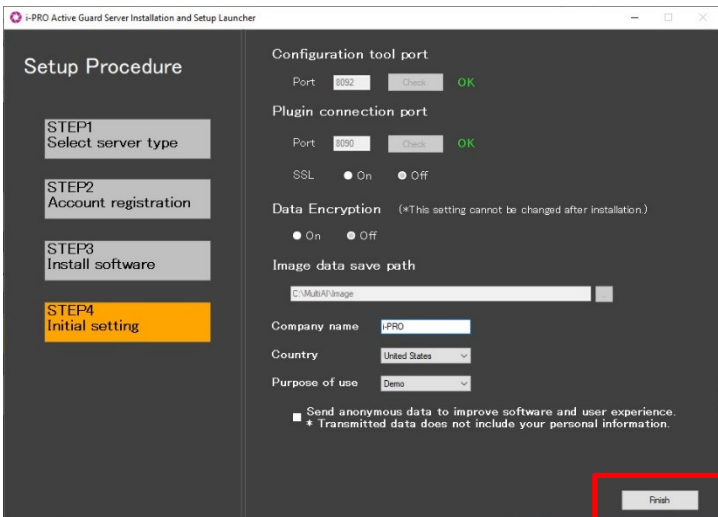 i-PRO Active Guard Server Installation and Setup Launcher
Setup Procedure
STEP1
Select server type
STEP2
Account registration
STEP3
Install software
STEP4
Initial setting
Configuration tool port
Port 8092 Check OK
Plugin connection port
Port 8090 Check OK
SSL On Off
Data Encryption (*This setting cannot be changed after installation.)
On Off
Image data save path
C:\MultiAI\Image ...
Company name i-PRO
Country United States
Purpose of use Demo
Send anonymous data to improve software and user experience.
* Transmitted data does not include your personal information.
Finish